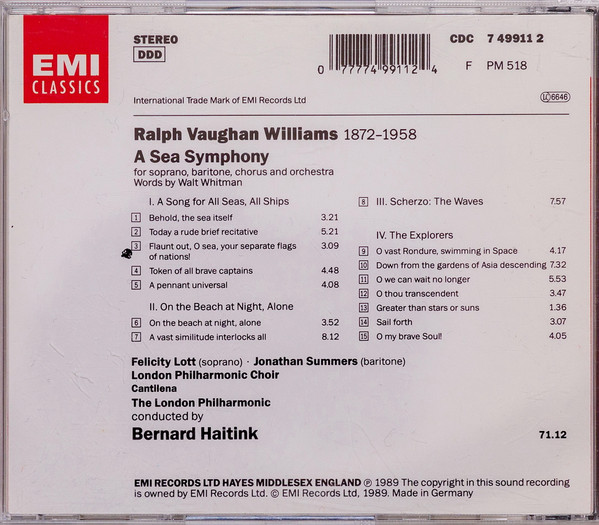 EMI
CLASSICS
STEREO
DDD
0 77774 99112 4
CDC 7 49911 2
F PM 518
International Trade Mark of EMI Records Ltd
LC 6646
Ralph Vaughan Williams 1872–1958
A Sea Symphony
for soprano, baritone, chorus and orchestra
Words by Walt Whitman
I. A Song for All Seas, All Ships
1 Behold, the sea itself 3.21
2 Today a rude brief recitative 5.21
3 Flaunt out, O sea, your separate flags 3.09
of nations!
4 Token of all brave captains 4.48
5 A pennant universal 4.08
II. On the Beach at Night, Alone
6 On the beach at night, alone 3.52
7 A vast similitude interlocks all 8.12
8 III. Scherzo: The Waves 7.57
IV. The Explorers
9 O vast Rondure, swimming in Space 4.17
10 Down from the gardens of Asia descending 7.32
11 O we can wait no longer 5.53
12 O thou transcendent 3.47
13 Greater than stars or suns 1.36
14 Sail forth 3.07
15 O my brave Soul! 4.05
Felicity Lott (soprano) · Jonathan Summers (baritone)
London Philharmonic Choir
Cantilena
The London Philharmonic
conducted by
Bernard Haitink
71.12
EMI RECORDS LTD HAYES MIDDLESEX ENGLAND ℗ 1989 The copyright in this sound recording
is owned by EMI Records Ltd. © EMI Records Ltd, 1989. Made in Germany